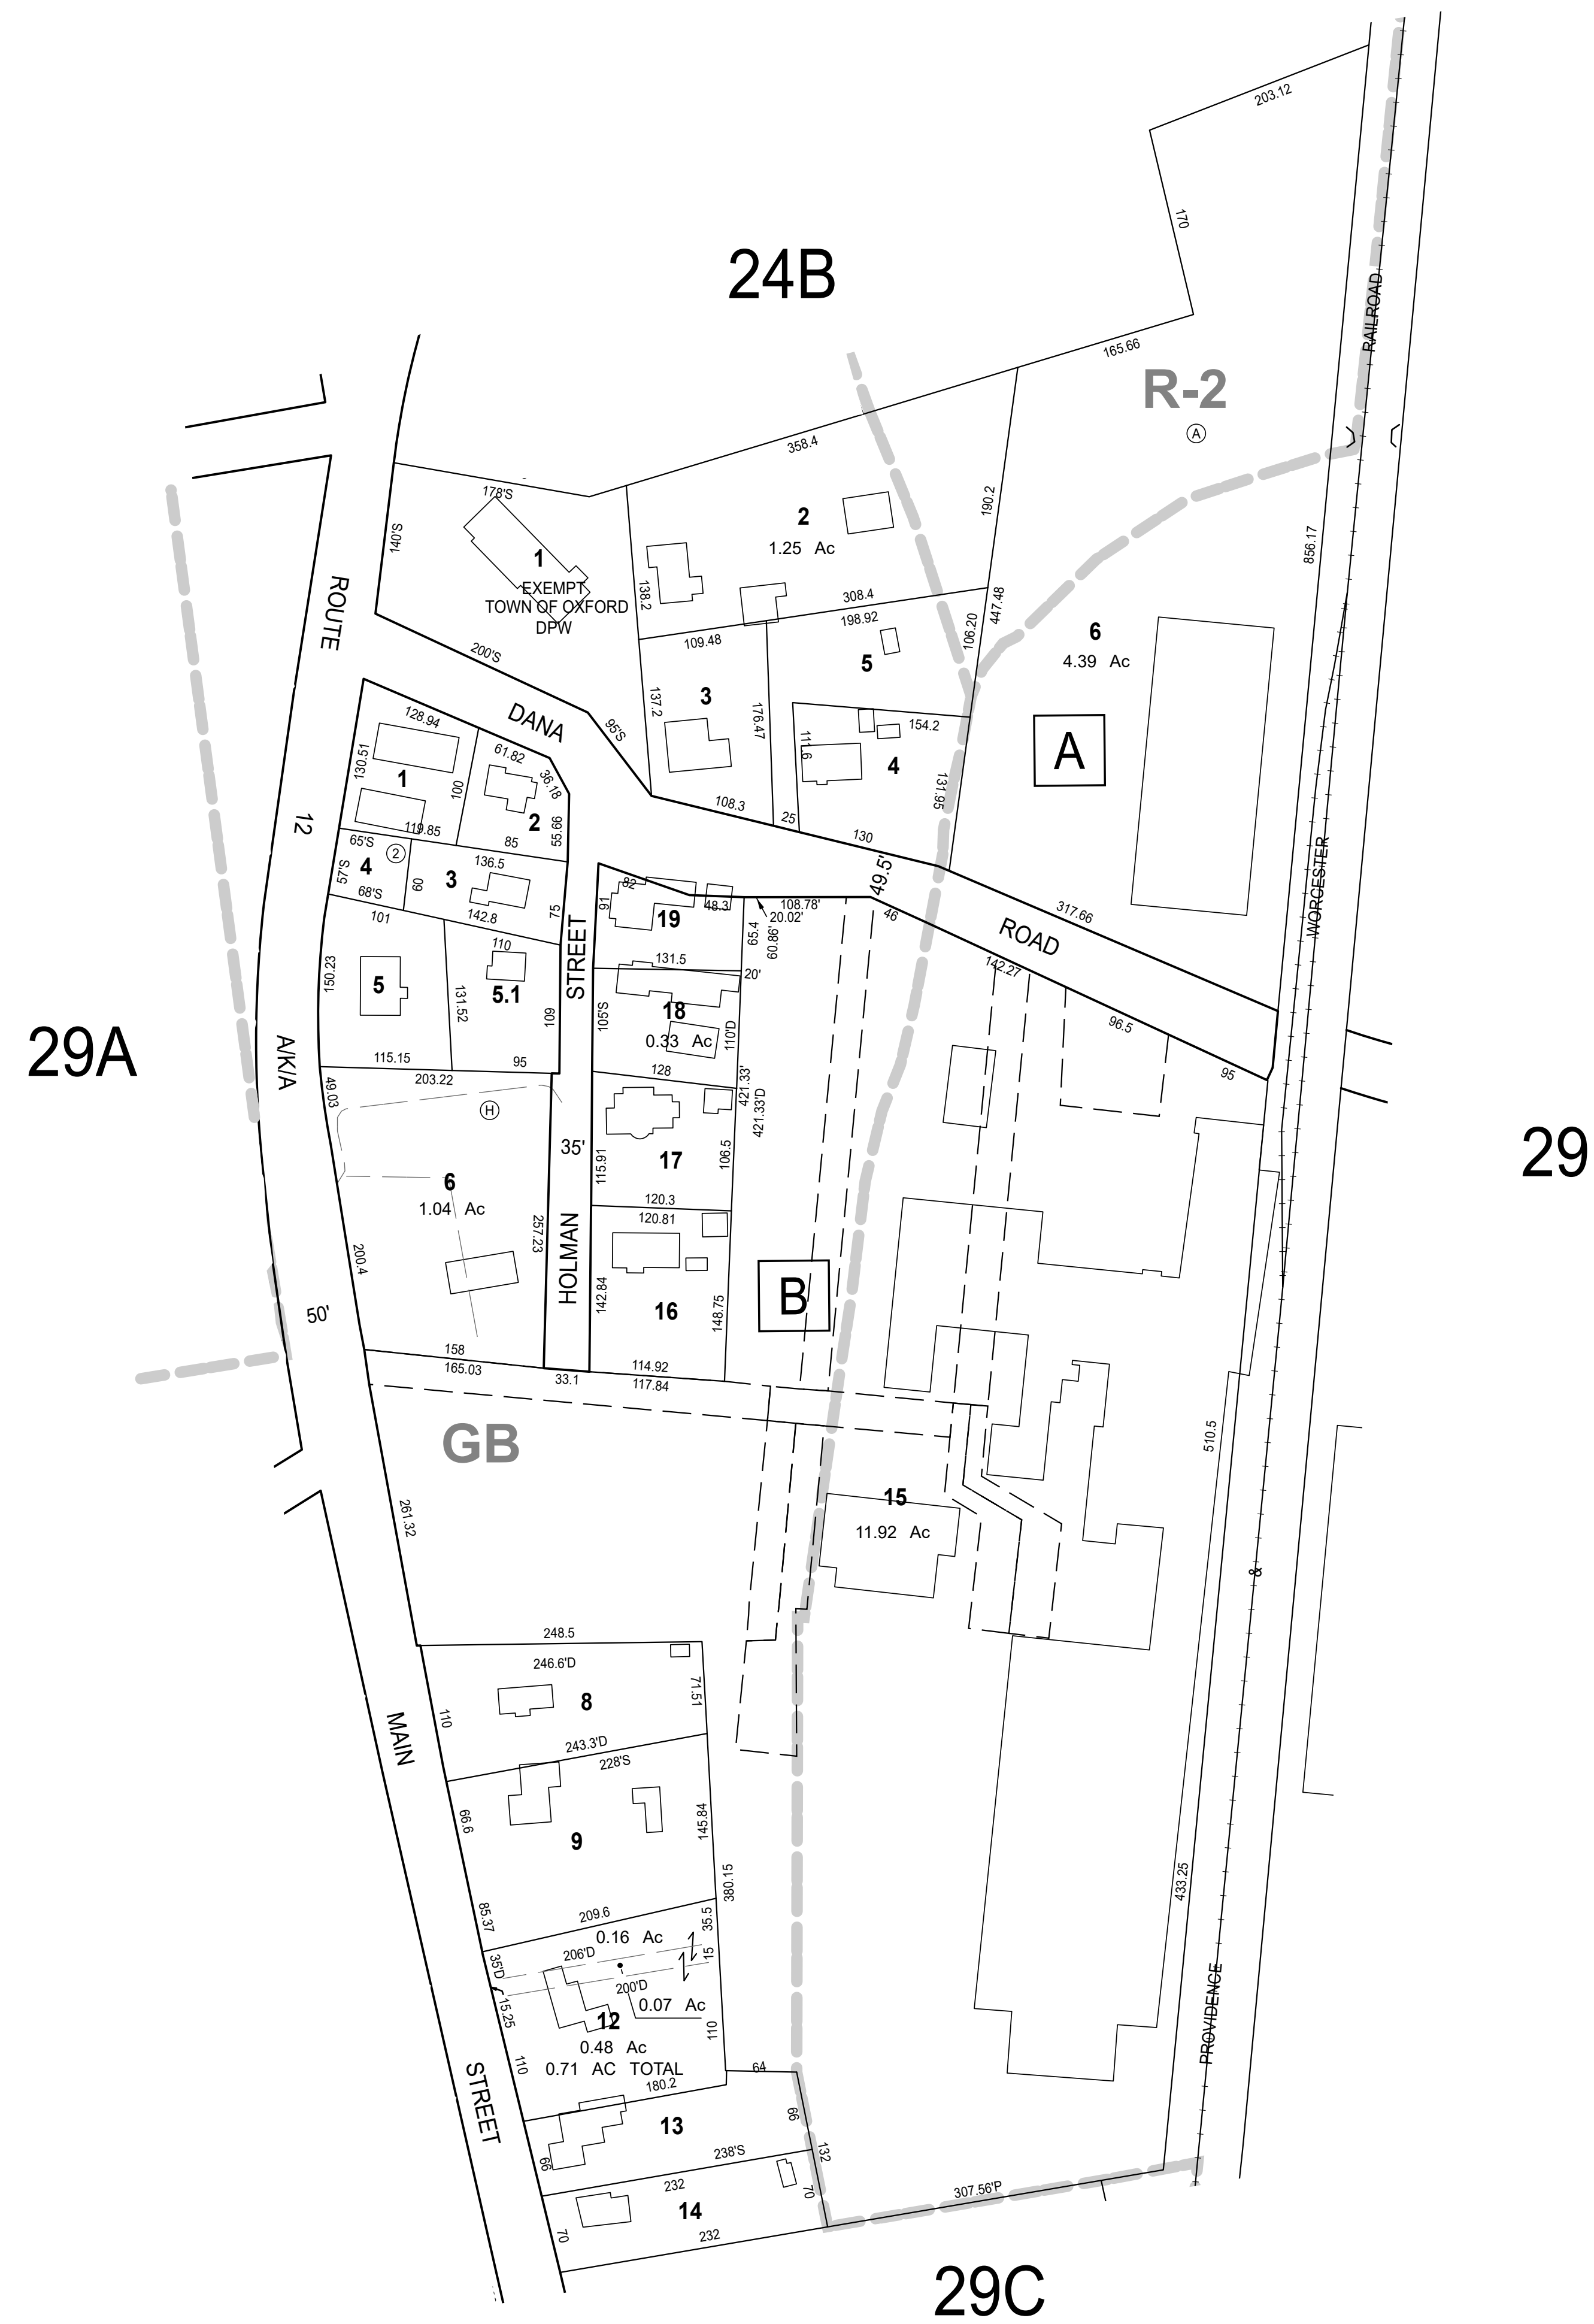 203.12
170
24B
165.66
R-2
A
RAILROAD
358.4
178'S
140'S
1
EXEMPT
TOWN OF OXFORD
DPW
2
1.25 Ac
190.2
856.17
138.2
308.4
447.48
106.20
ROUTE
200'S
109.48
198.92
5
6
4.39 Ac
3
137.2
176.47
DANA
95'S
154.2
111.6
4
131.95
A
128.94
130.51
1
100
61.82
36.18
2
55.66
108.3
25
130
12
119.85
85
65'S
2
4
57'S
68'S
60
3
136.5
142.8
75
49.5'
82
91
48.3
19
108.78'
20.02'
46
65.4
60.86'
317.66
ROAD
WORCESTER
101
110
STREET
131.5
20'
142.27
150.23
5
131.52
5.1
109
105'S
18
0.33 Ac
110'D
96.5
29A
A/K/A
115.15
95
203.22
128
421.33'
421.33'D
95
49.03
H
35'
115.91
17
106.5
29
6
1.04 Ac
120.3
120.81
257.23
HOLMAN
200.4
142.84
16
148.75
B
50'
158
165.03
33.1
114.92
117.84
GB
510.5
261.32
15
11.92 Ac
&
248.5
246.6'D
71.51
8
110
MAIN
243.3'D
228'S
66.6
9
145.84
380.15
433.25
85.37
209.6
35.5
0.16 Ac
206'D
15
35'D
200'D
0.07 Ac
15.25
12
0.48 Ac
0.71 AC TOTAL
110
110
PROVIDENCE
STREET
180.2
64
13
66
66
238'S
132
232
70
307.56'P
14
70
232
29C